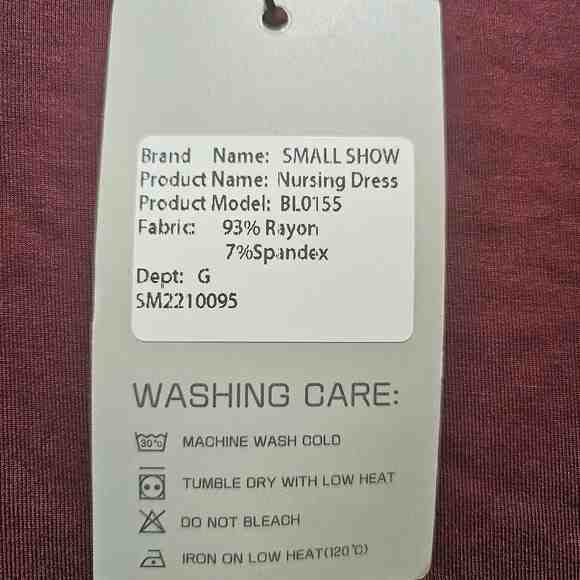 Brand Name: SMALL SHOW
Product Name: Nursing Dress
Product Model: BL0155
Fabric: 93% Rayon
7%Spandex
Dept: G
SM2210095
WASHING CARE:
30°C MACHINE WASH COLD
TUMBLE DRY WITH LOW HEAT
DO NOT BLEACH
IRON ON LOW HEAT(120℃)